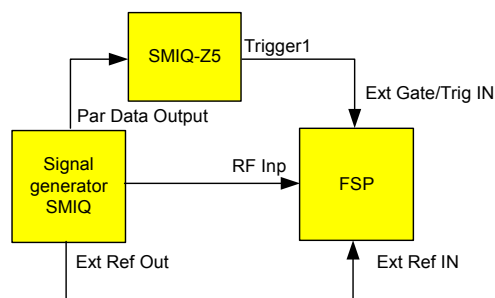 SMIQ-Z5
Trigger1
Ext Gate/Trig IN
Par Data Output
Signal
generator
SMIQ
RF Inp
FSP
Ext Ref Out
Ext Ref IN